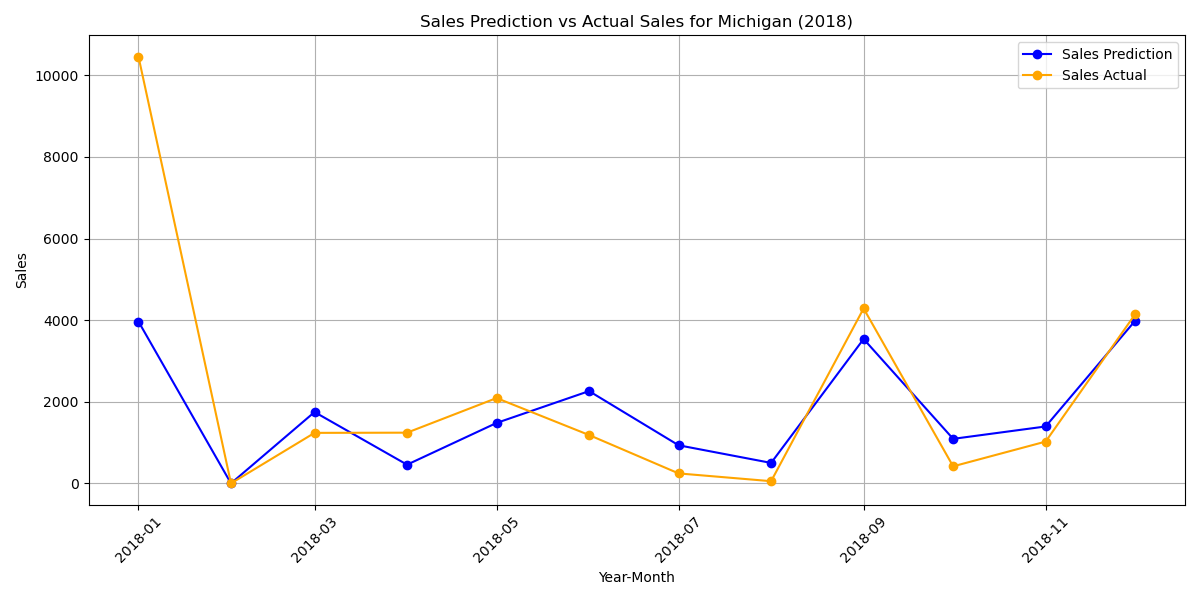 Sales Prediction vs Actual Sales for Michigan (2018)
Sales Prediction
Sales Actual
10000
8000
6000
4000
2000
0
Sales
2018-01
2018-03
2018-05
2018-07
2018-09
2018-11
Year-Month